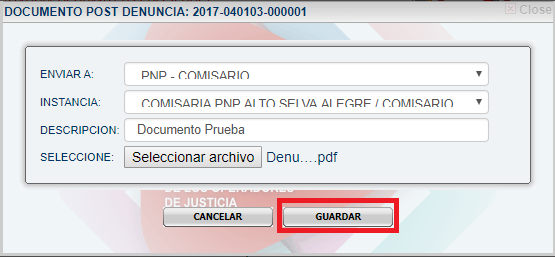 DOCUMENTO POST DENUNCIA: 2017-040103-000001
Close
ENVIAR A: PNP - COMISARIO
INSTANCIA: COMISARIA PNP ALTO SELVA ALEGRE / COMISARIO
DESCRIPCION: Documento Prueba
SELECCIONE: Seleccionar archivo Denu....pdf
DE LOS OPERADORES
DE JUSTICIA
CANCELAR GUARDAR